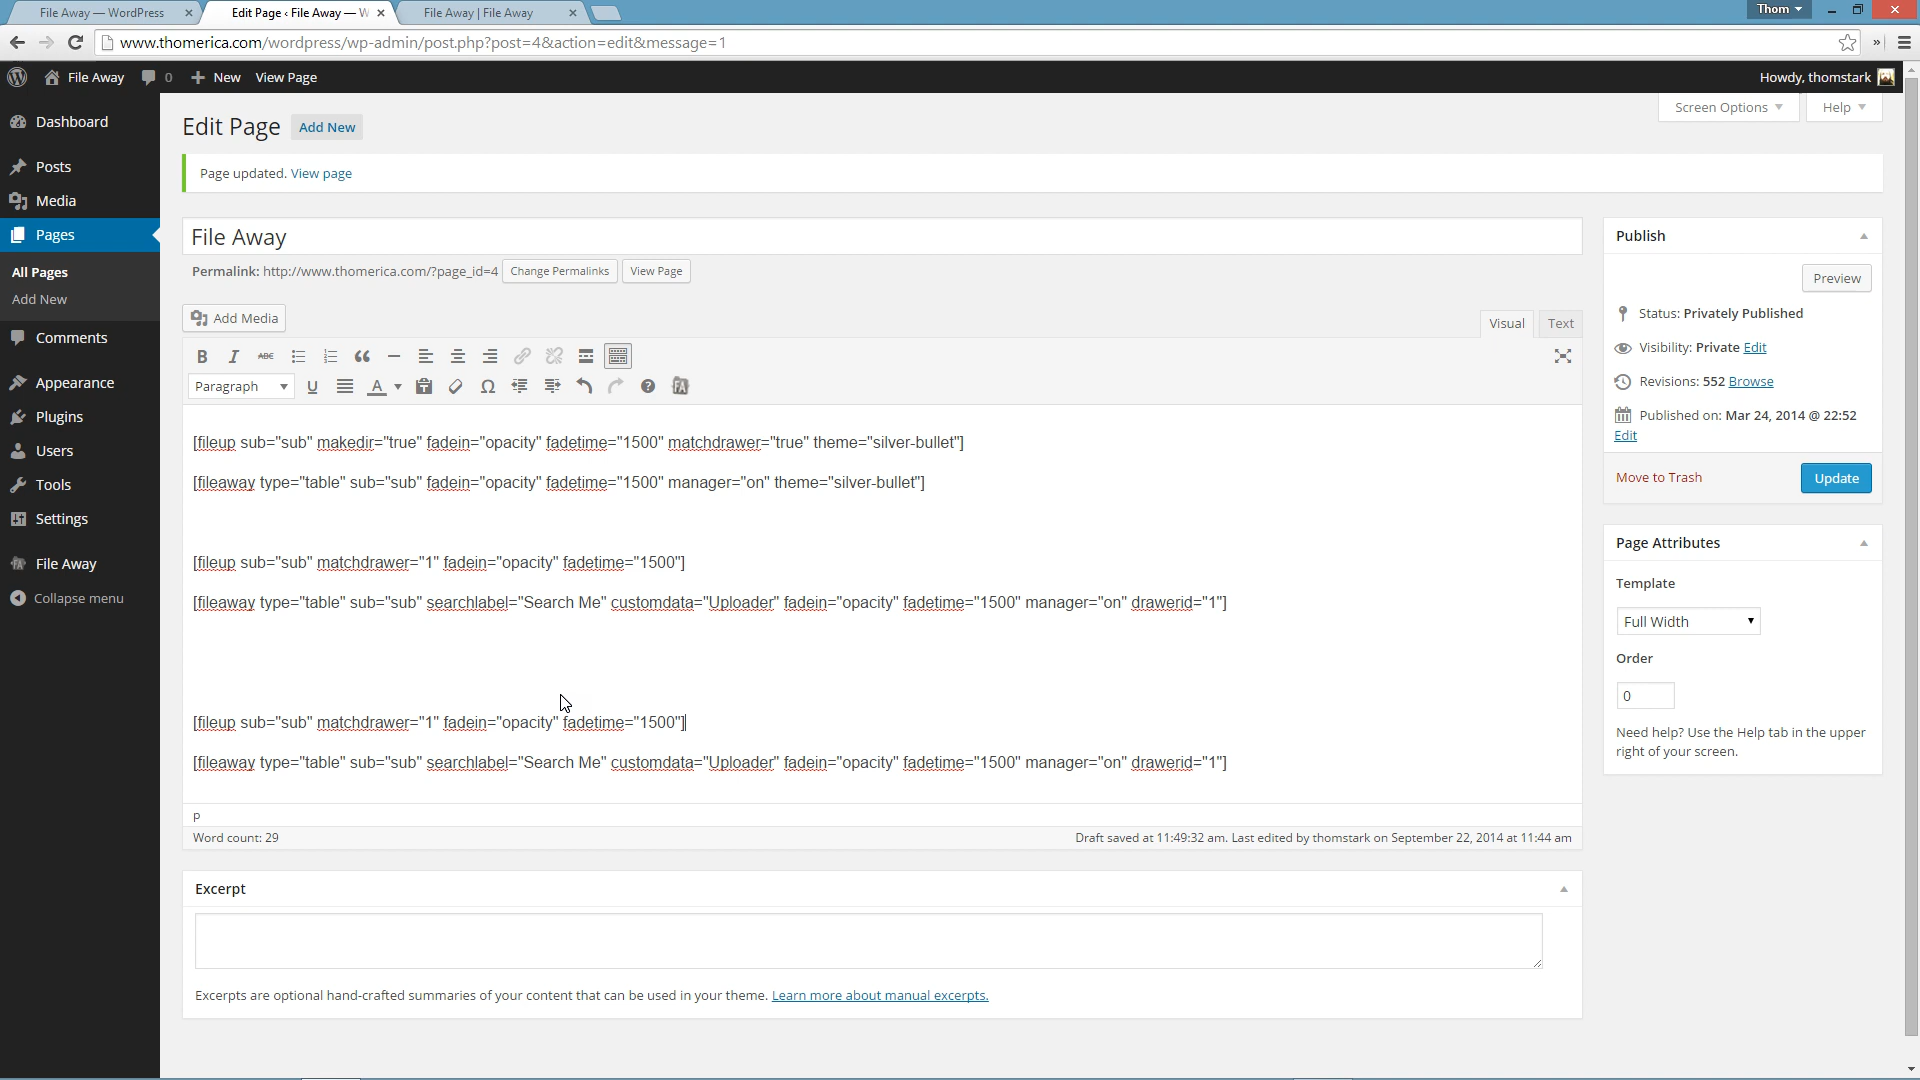 File Away — WordPress
Edit Page ‹ File Away — W
File Away | File Away
Thom
www.thomerica.com/wordpress/wp-admin/post.php?post=4&action=edit&message=1
File Away
0
New
View Page
Howdy, thomstark
Dashboard
Posts
Media
Pages
All Pages
Add New
Comments
Appearance
Plugins
Users
Tools
Settings
File Away
Collapse menu
Screen Options
Help
Edit Page
Add New
Page updated. View page
File Away
Permalink: http://www.thomerica.com/?page_id=4
Change Permalinks
View Page
Add Media
Visual
Text
B I ABC
Paragraph U A
[fileup sub="sub" makedir="true" fadein="opacity" fadetime="1500" matchdrawer="true" theme="silver-bullet"]
[fileaway type="table" sub="sub" fadein="opacity" fadetime="1500" manager="on" theme="silver-bullet"]
[fileup sub="sub" matchdrawer="1" fadein="opacity" fadetime="1500"]
[fileaway type="table" sub="sub" searchlabel="Search Me" customdata="Uploader" fadein="opacity" fadetime="1500" manager="on" drawerid="1"]
[fileup sub="sub" matchdrawer="1" fadein="opacity" fadetime="1500"]
[fileaway type="table" sub="sub" searchlabel="Search Me" customdata="Uploader" fadein="opacity" fadetime="1500" manager="on" drawerid="1"]
p
Word count: 29
Draft saved at 11:49:32 am. Last edited by thomstark on September 22, 2014 at 11:44 am
Excerpt
Excerpts are optional hand-crafted summaries of your content that can be used in your theme. Learn more about manual excerpts.
Publish
Preview
Status: Privately Published
Visibility: Private Edit
Revisions: 552 Browse
Published on: Mar 24, 2014 @ 22:52
Edit
Move to Trash
Update
Page Attributes
Template
Full Width
Order
0
Need help? Use the Help tab in the upper
right of your screen.